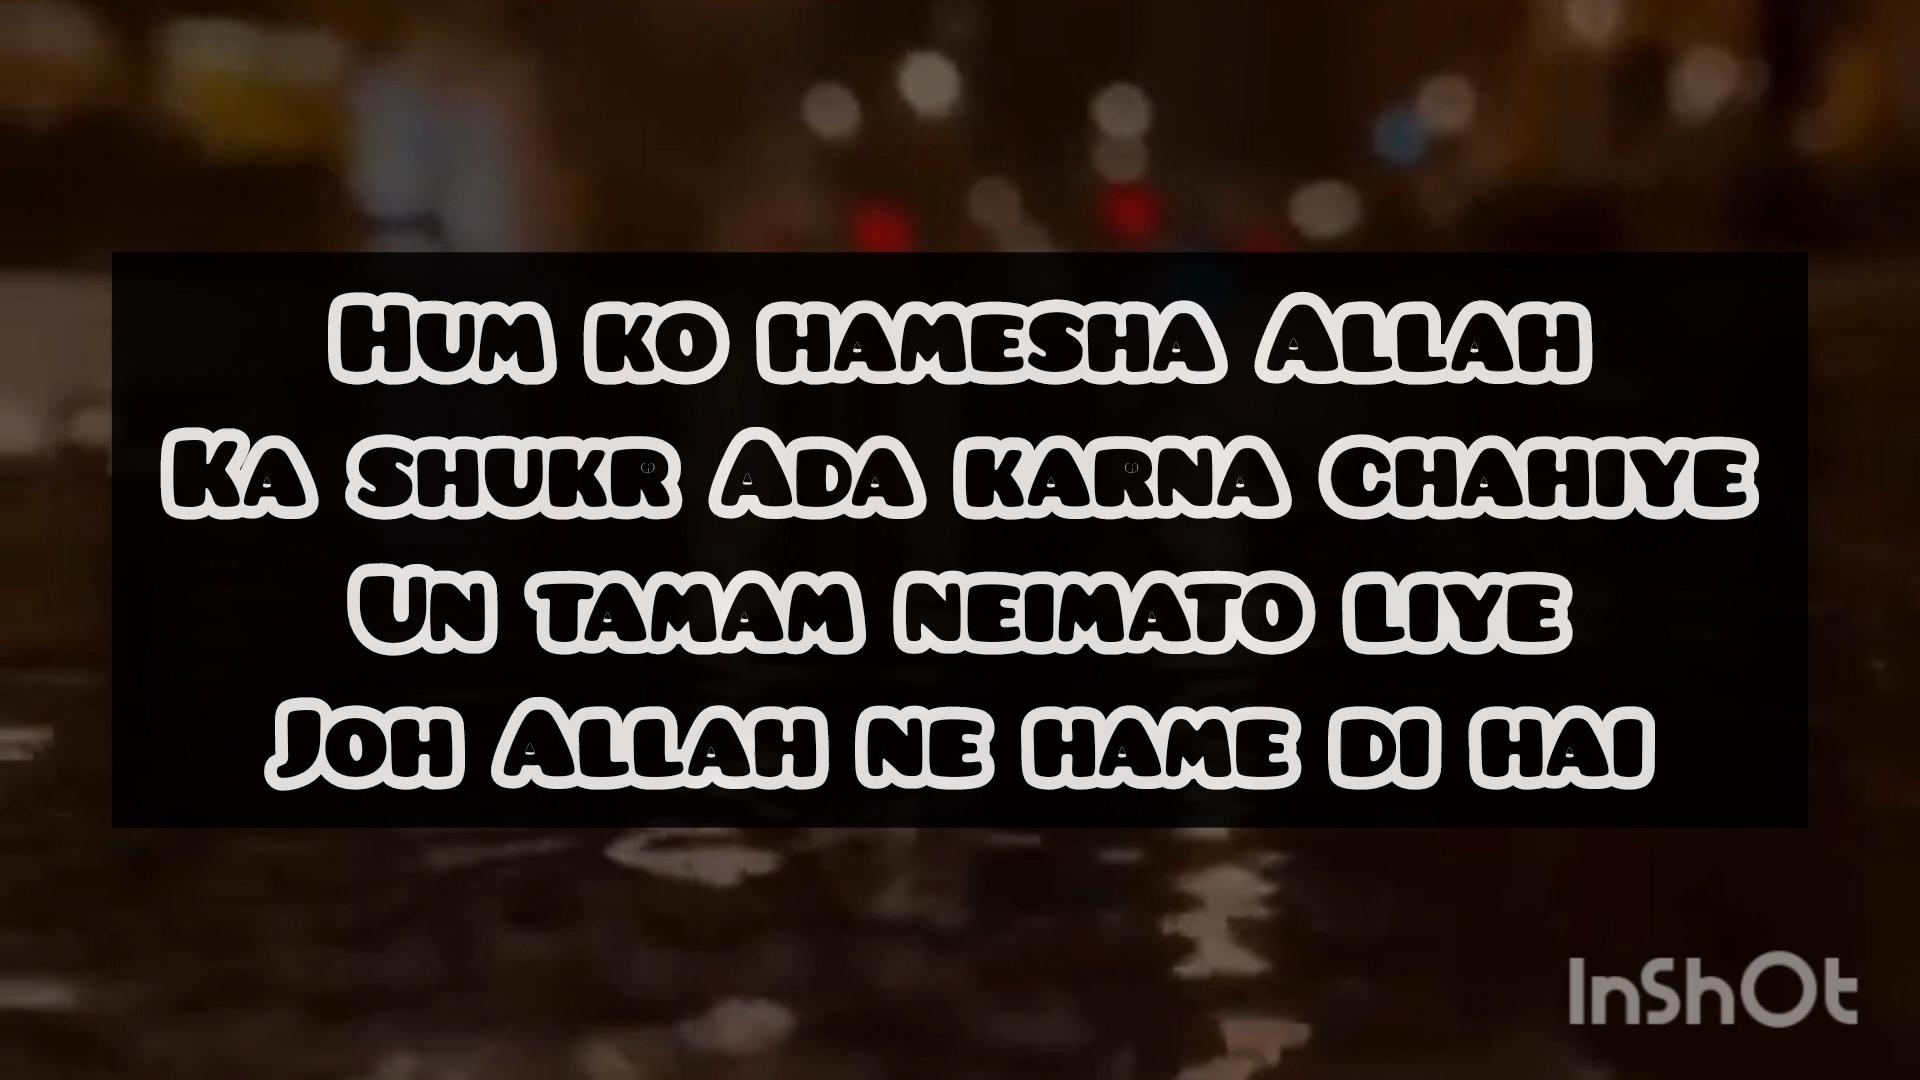 Hum ko hamesha Allah
Ka shukr Ada karna chahiye
Un tamam neimato liye
Joh Allah ne hame di hai
InShOt